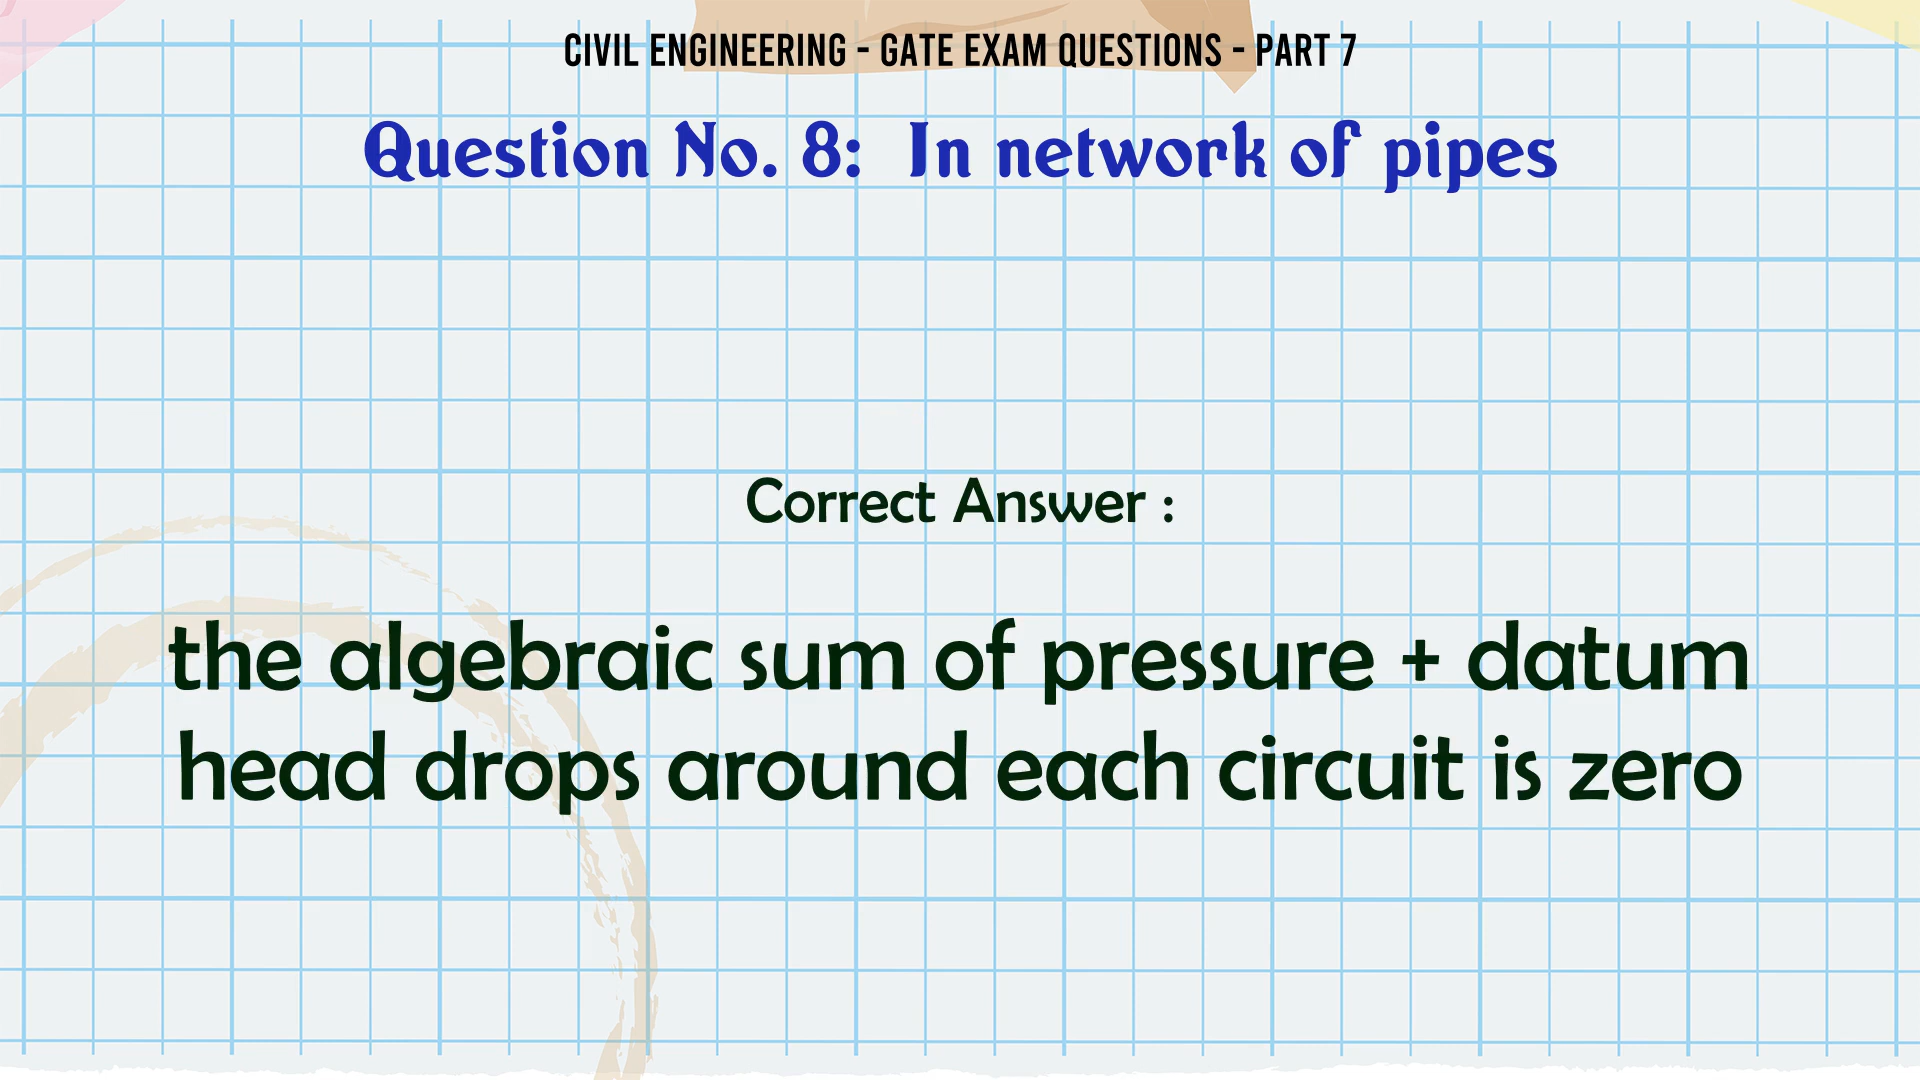 CIVIL ENGINEERING - GATE EXAM QUESTIONS - PART 7
Question No. 8: In network of pipes
Correct Answer :
the algebraic sum of pressure + datum
head drops around each circuit is zero